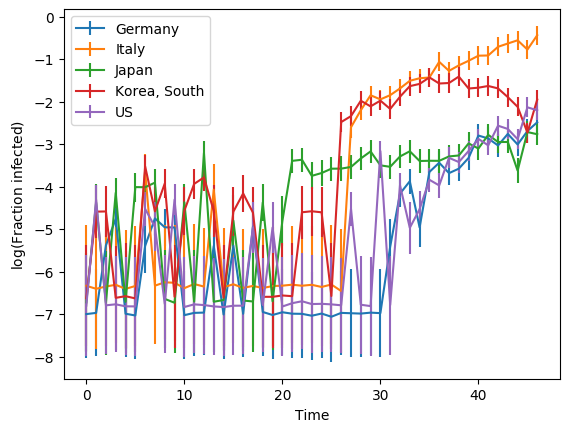 Germany
Italy
Japan
Korea, South
US
log(Fraction infected)
0
−1
−2
−3
−4
−5
−6
−7
−8
0
10
20
30
40
Time